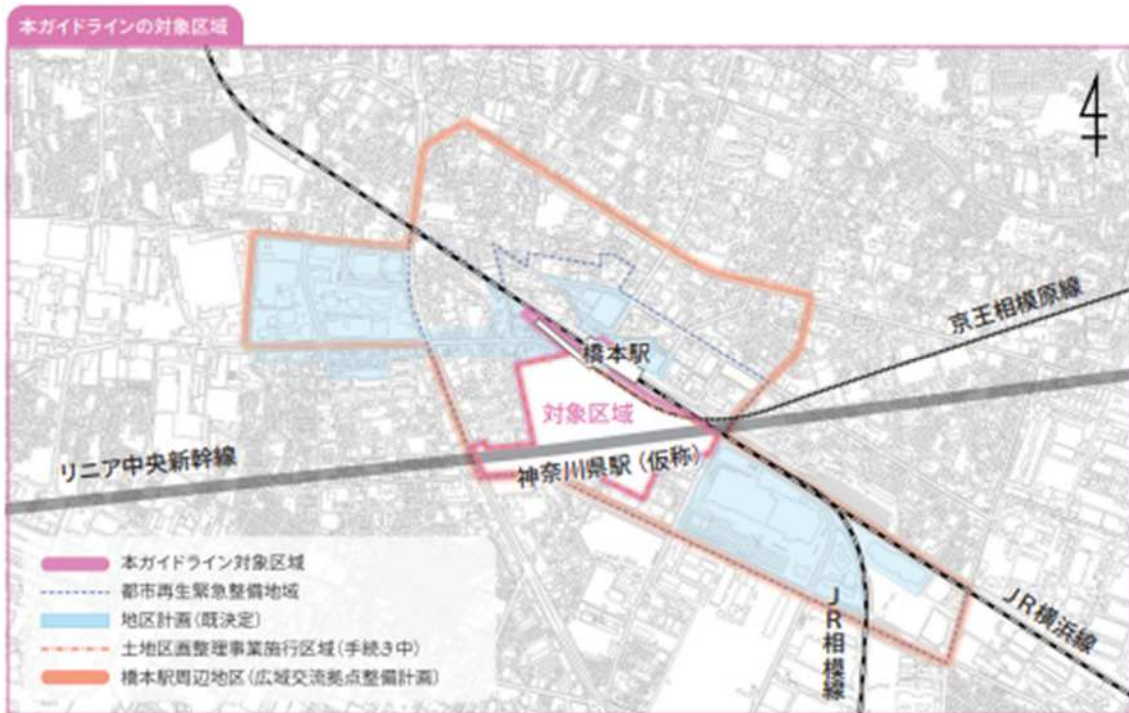 本ガイドラインの対象区域
京王相模原線
橋本駅
対象区域
リニア中央新幹線
神奈川県駅（仮称）
JR横浜線
JR相模線
本ガイドライン対象区域
都市再生緊急整備地域
地区計画（既決定）
土地区画整理事業施行区域（手続き中）
橋本駅周辺地区（広域交流拠点整備計画）